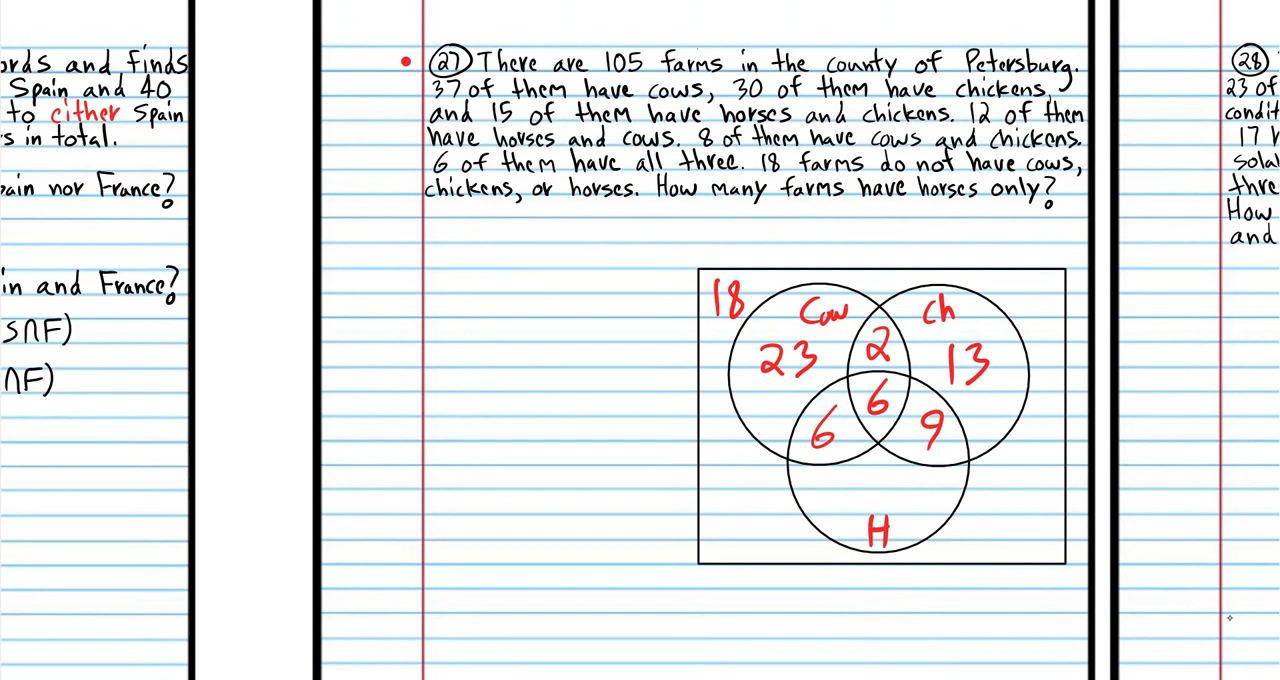 ords and finds
Spain and 40
to either Spain
s in total.
ain nor France?
in and France?
S∩F)
∩F)
27 There are 105 farms in the county of Petersburg.
37 of them have cows, 30 of them have chickens,
and 15 of them have horses and chickens. 12 of them
have horses and cows. 8 of them have cows and chickens.
6 of them have all three. 18 farms do not have cows,
chickens, or horses. How many farms have horses only?
18 Cow Ch
23 2 13
6
6 9
H
28
23 of
condit
17 
sola
thre
How
and